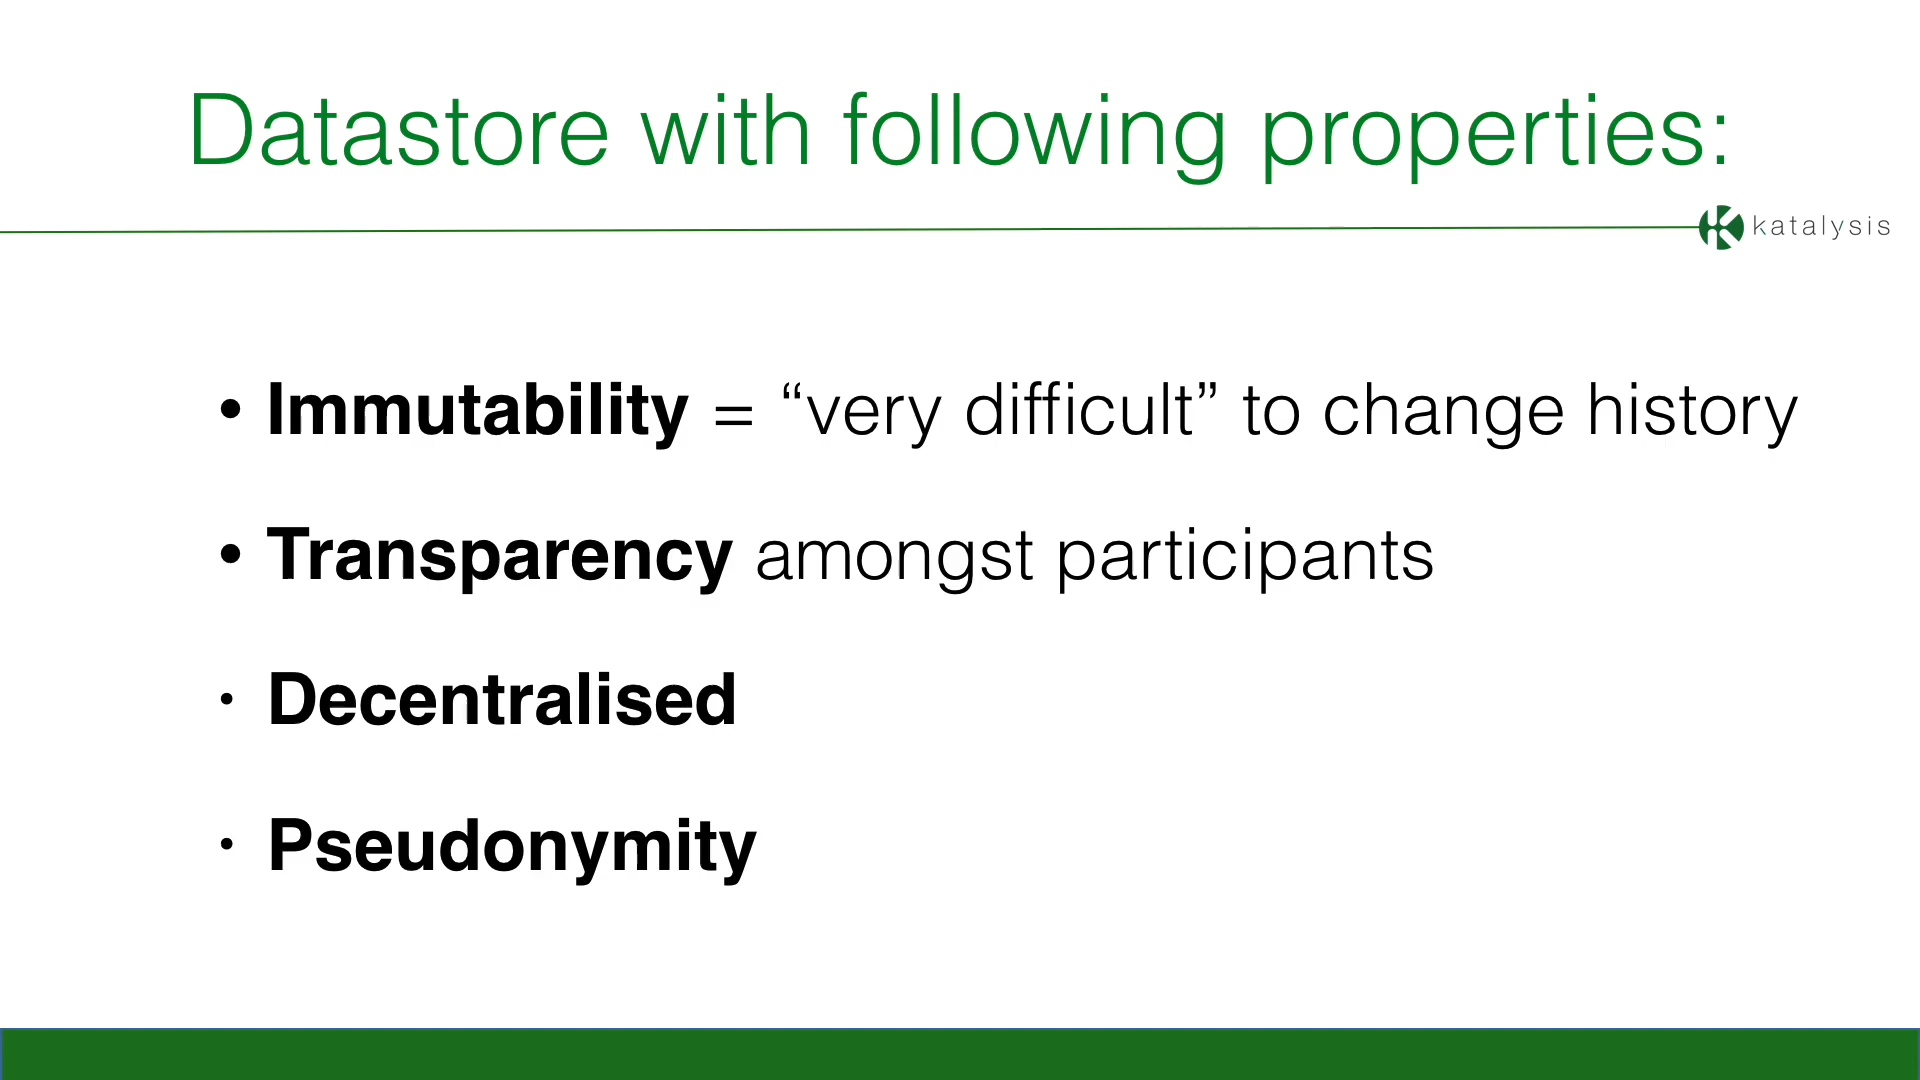 Datastore with following properties:
katalysis
• Immutability = “very difficult” to change history
• Transparency amongst participants
• Decentralised
• Pseudonymity